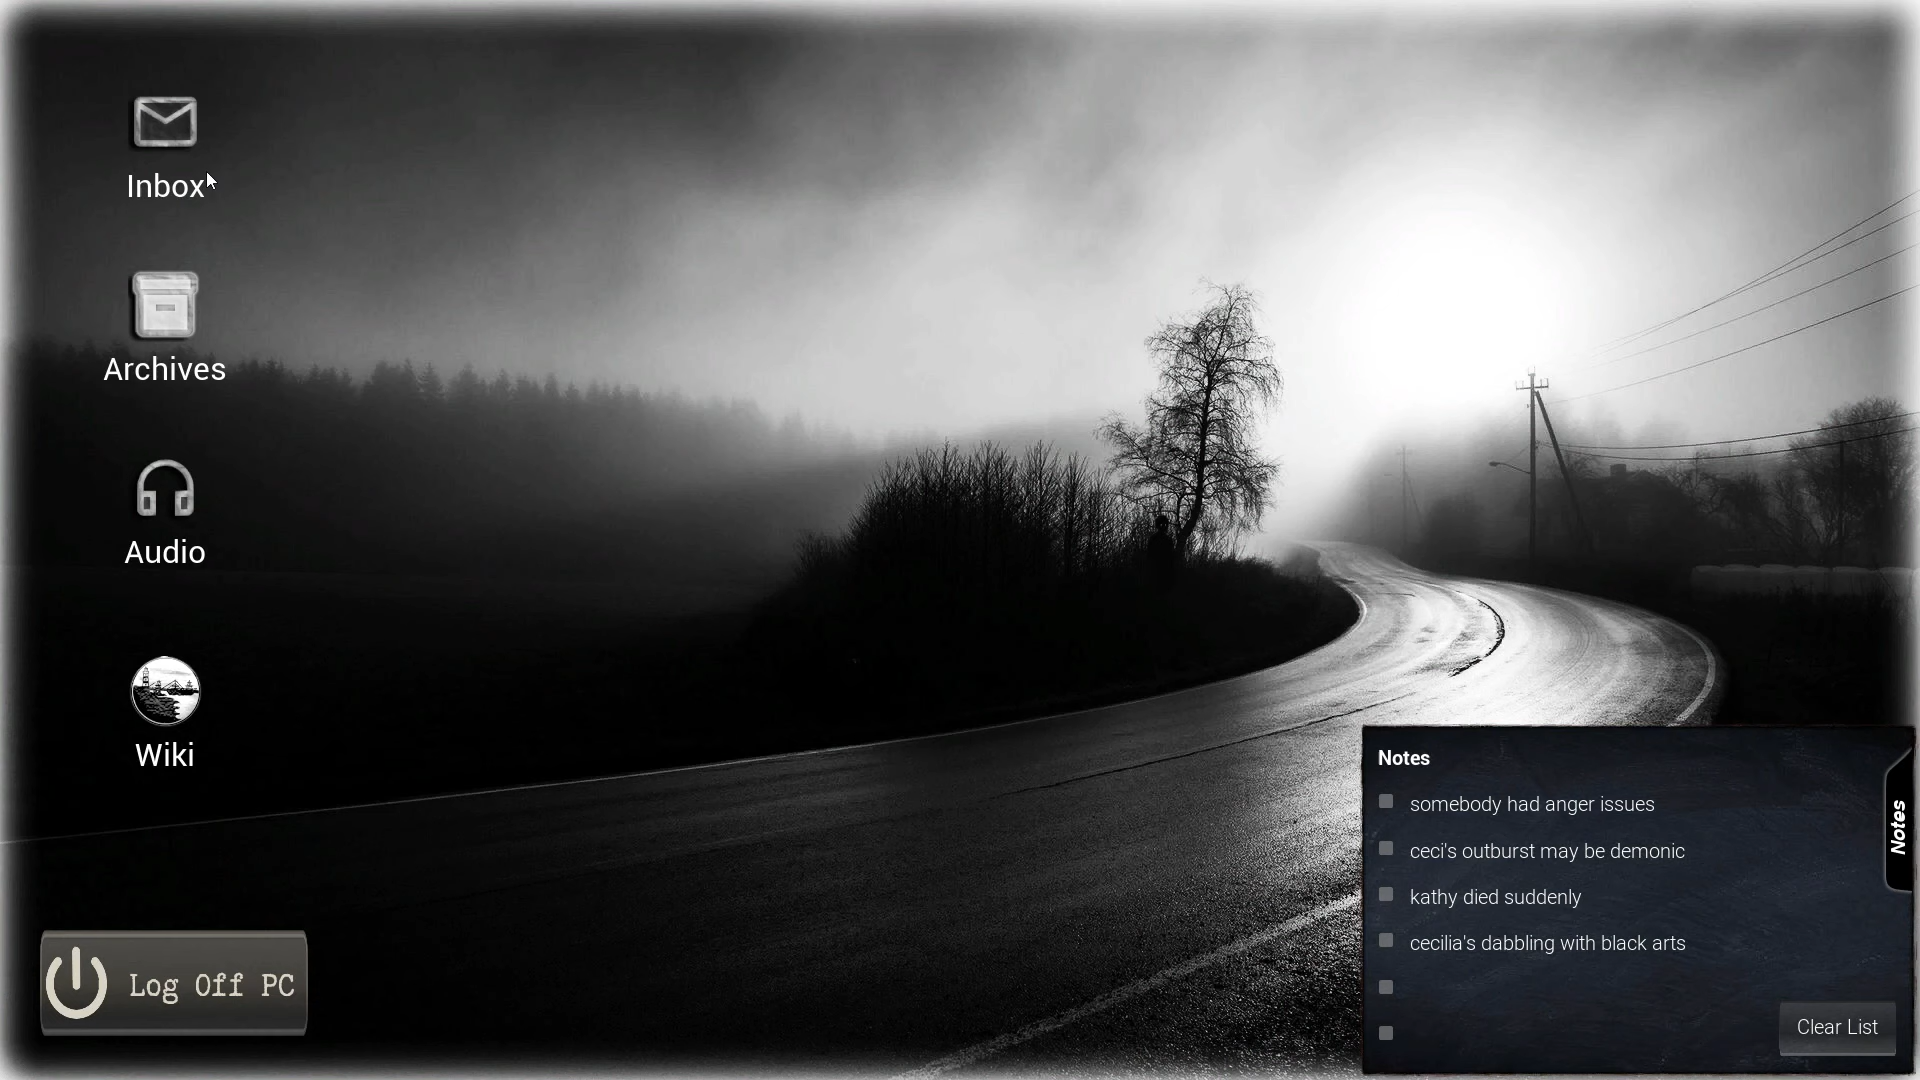 Inbox
Archives
Audio
Wiki
Log Off PC
Notes
somebody had anger issues
ceci's outburst may be demonic
kathy died suddenly
cecilia's dabbling with black arts
Clear List
Notes